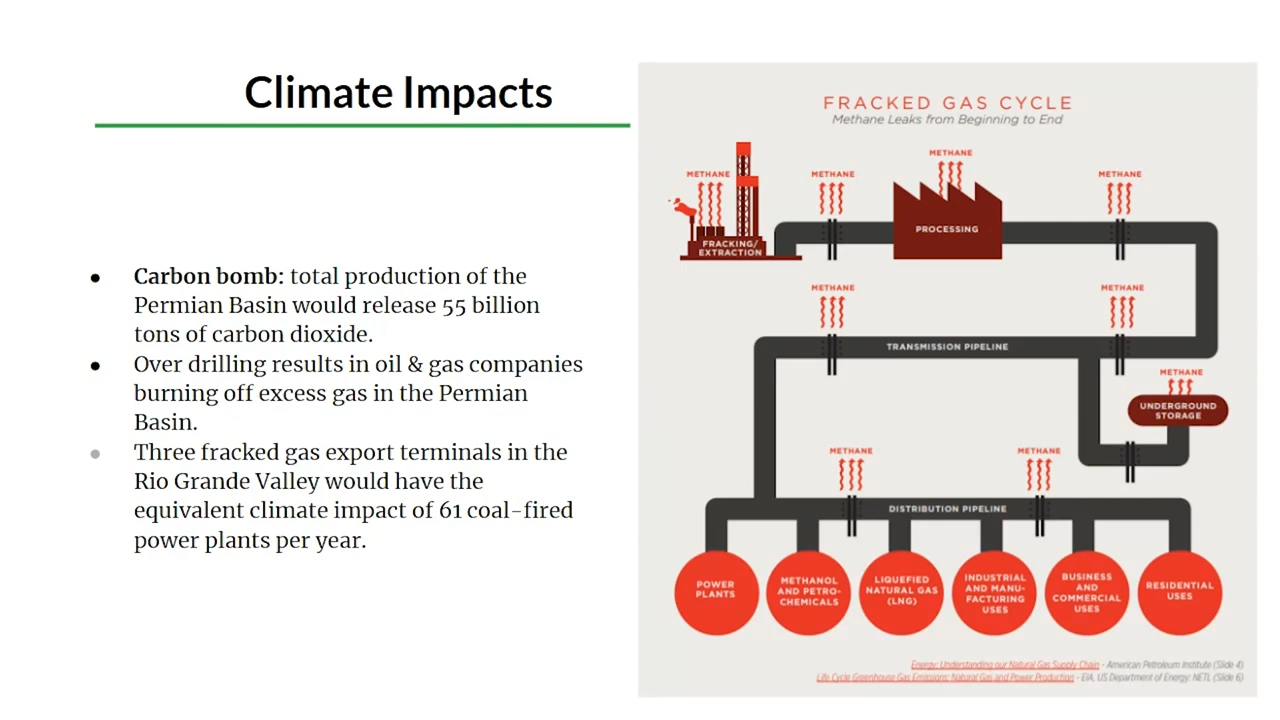 Climate Impacts
● Carbon bomb: total production of the
Permian Basin would release 55 billion
tons of carbon dioxide.
● Over drilling results in oil & gas companies
burning off excess gas in the Permian
Basin.
● Three fracked gas export terminals in the
Rio Grande Valley would have the
equivalent climate impact of 61 coal-fired
power plants per year.
FRACKED GAS CYCLE
Methane Leaks from Beginning to End
METHANE
METHANE
METHANE
METHANE
FRACKING/
EXTRACTION
PROCESSING
METHANE
METHANE
TRANSMISSION PIPELINE
METHANE
UNDERGROUND
STORAGE
METHANE
METHANE
DISTRIBUTION PIPELINE
POWER
PLANTS
METHANOL
AND PETRO-
CHEMICALS
LIQUEFIED
NATURAL GAS
(LNG)
INDUSTRIAL
AND MANU-
FACTURING
USES
BUSINESS
AND
COMMERCIAL
USES
RESIDENTIAL
USES
Energy: Understanding our Natural Gas Supply Chain - American Petroleum Institute (Slide 4)
Life Cycle Greenhouse Gas Emissions: Natural Gas and Power Production - EIA, US Department of Energy: NETL (Slide 6)